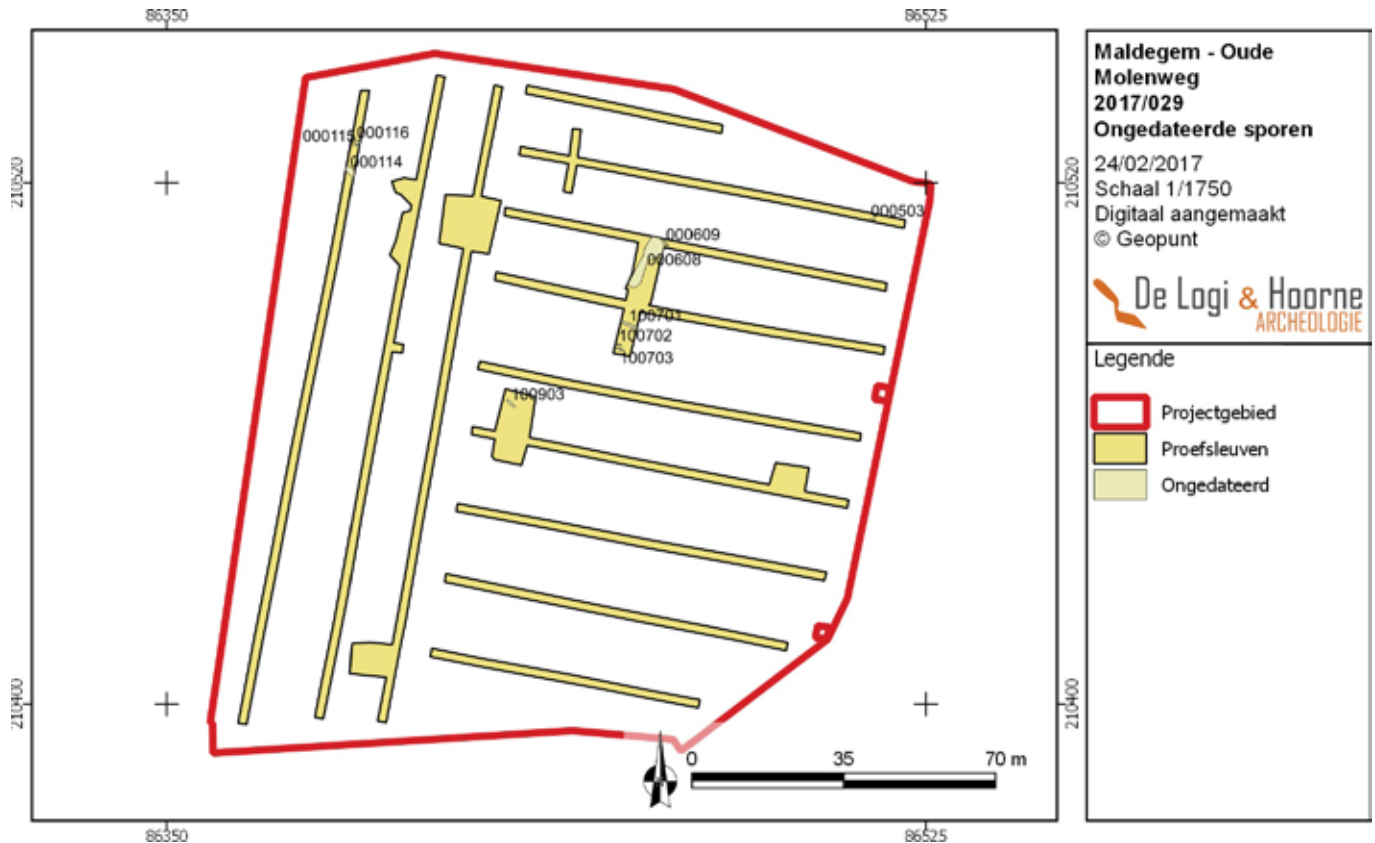 86350
86525
210520
210520
210400
210400
86350
86525
000115
000116
000114
000503
000609
000608
100701
100702
100703
100903
0
35
70 m
Maldegem - Oude
Molenweg
2017/029
Ongedateerde sporen
24/02/2017
Schaal 1/1750
Digitaal aangemaakt
© Geopunt
De Logi & Hoorne
ARCHEOLOGIE
Legende
Projectgebied
Proefsleuven
Ongedateerd